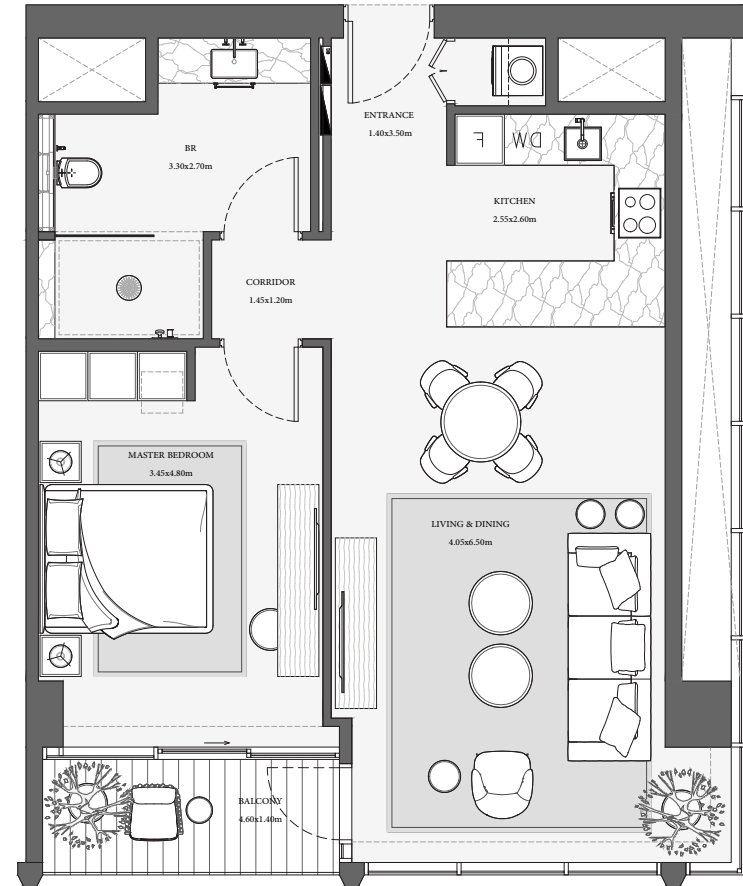 ENTRANCE
1.40x3.50m
BR
3.30x2.70m
F
DW
KITCHEN
2.55x2.60m
CORRIDOR
1.45x1.20m
MASTER BEDROOM
3.45x4.80m
LIVING & DINING
4.05x6.50m
BALCONY
4.60x1.40m